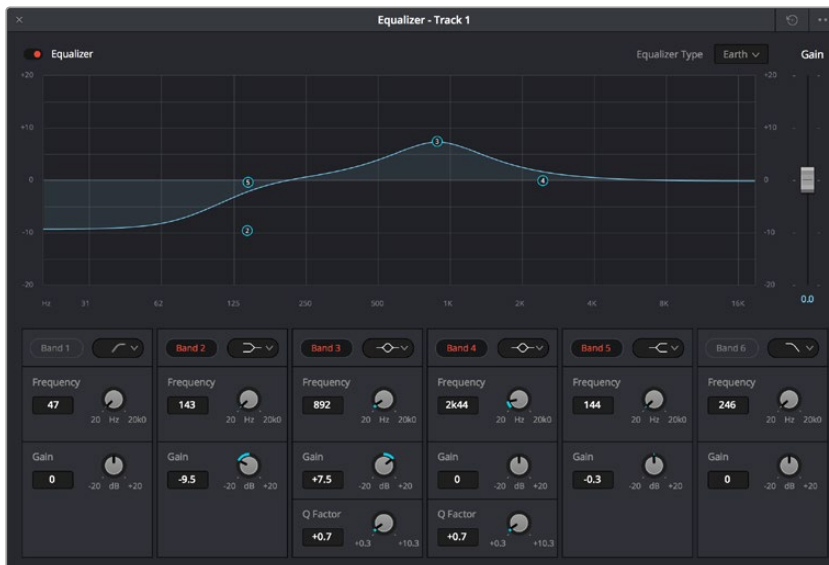 Equalizer - Track 1
Equalizer
Equalizer Type Earth Gain
+20 +20
+10 +10
0 0
-10 -10
-20 -20
Hz 31 62 125 250 500 1K 2K 4K 8K 16K 0.0
5
3
4
2
Band 1 Band 2 Band 3 Band 4 Band 5 Band 6
Frequency Frequency Frequency Frequency Frequency Frequency
47 143 892 2k44 144 246
20 Hz 20k0 20 Hz 20k0 20 Hz 20k0 20 Hz 20k0 20 Hz 20k0 20 Hz 20k0
Gain Gain Gain Gain Gain Gain
0 -9.5 +7.5 0 -0.3 0
-20 dB +20 -20 dB +20 -20 dB +20 -20 dB +20 -20 dB +20 -20 dB +20
Q Factor Q Factor
+0.7 +0.7
+0.3 +10.3 +0.3 +10.3